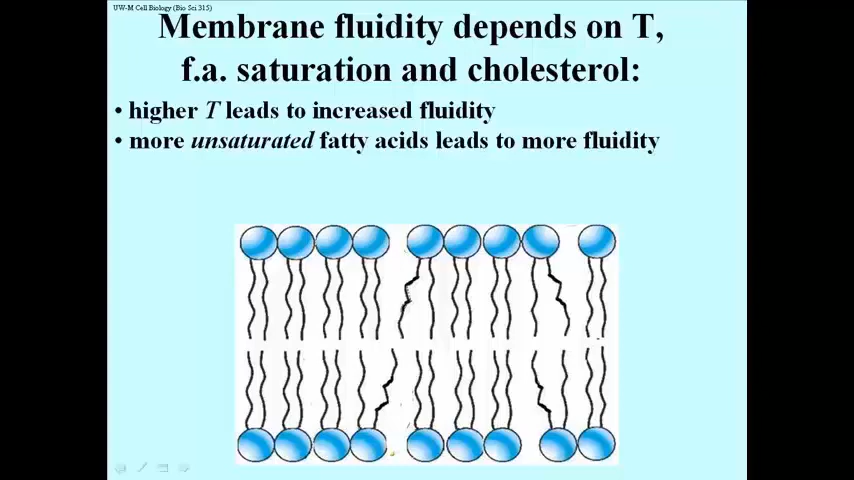 UW-M Cell Biology (Bio Sci 315)
Membrane fluidity depends on T,
f.a. saturation and cholesterol:
• higher T leads to increased fluidity
• more unsaturated fatty acids leads to more fluidity